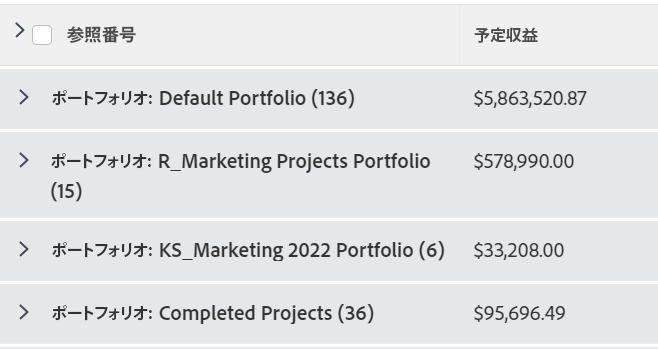 参照番号 予定収益
ポートフォリオ: Default Portfolio (136) $5,863,520.87
ポートフォリオ: R_Marketing Projects Portfolio $578,990.00
(15)
ポートフォリオ: KS_Marketing 2022 Portfolio (6) $33,208.00
ポートフォリオ: Completed Projects (36) $95,696.49